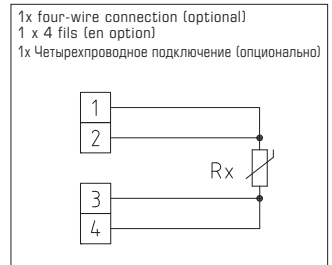 1x four-wire connection (optional)
1 x 4 fils (en option)
1x Четырехпроводное подключение (опционально)
1
2
Rx
3
4